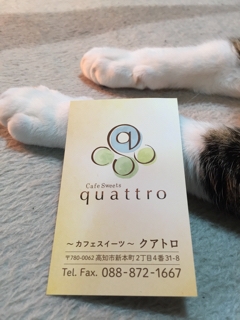 q
Cafe Sweets
quattro
～カフェスイーツ～ クアトロ
〒780-0062 高知市新本町2丁目4番31-8
Tel. Fax. 088-872-1667